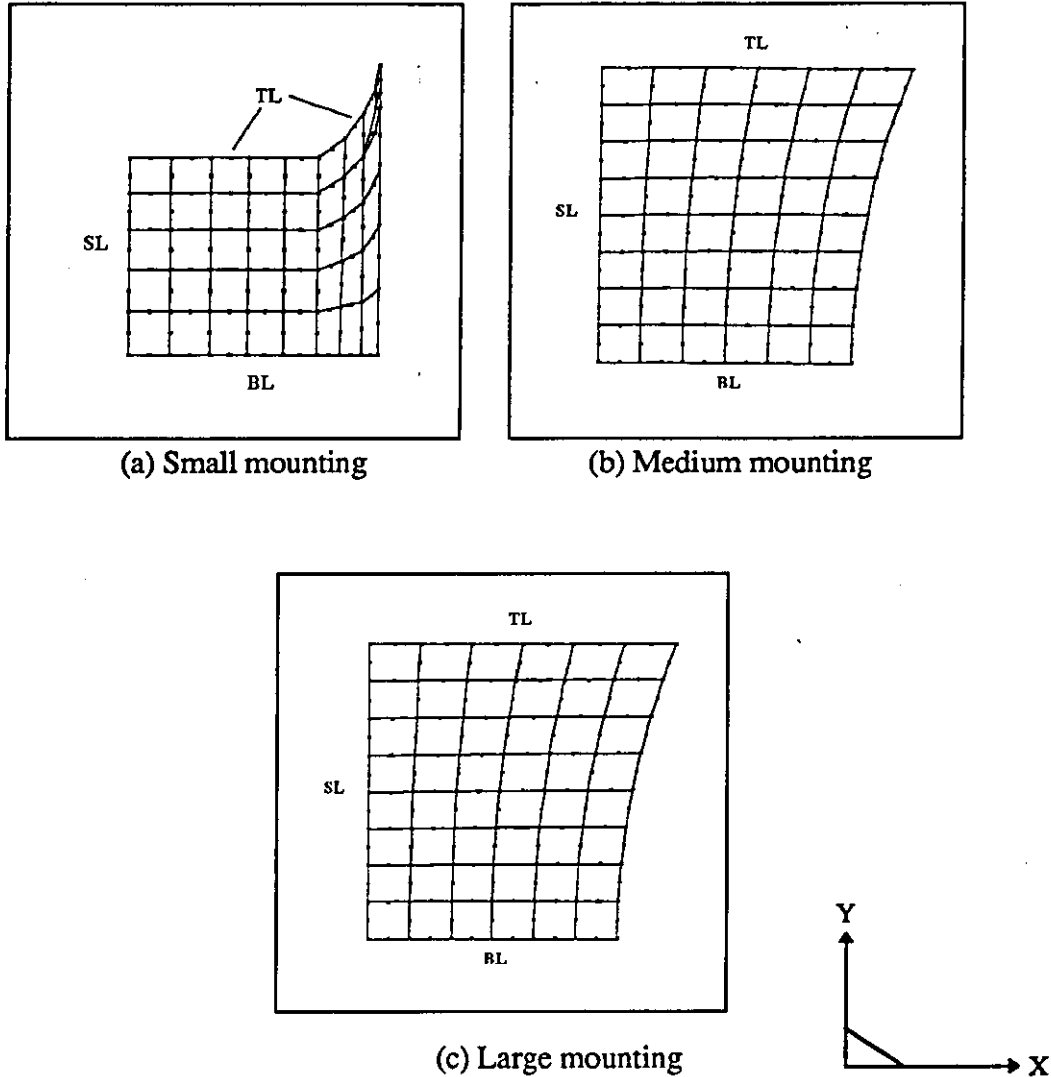 TL
SL
BL
(a) Small mounting
TL
SL
BL
(b) Medium mounting
TL
SL
BL
(c) Large mounting
Y
X